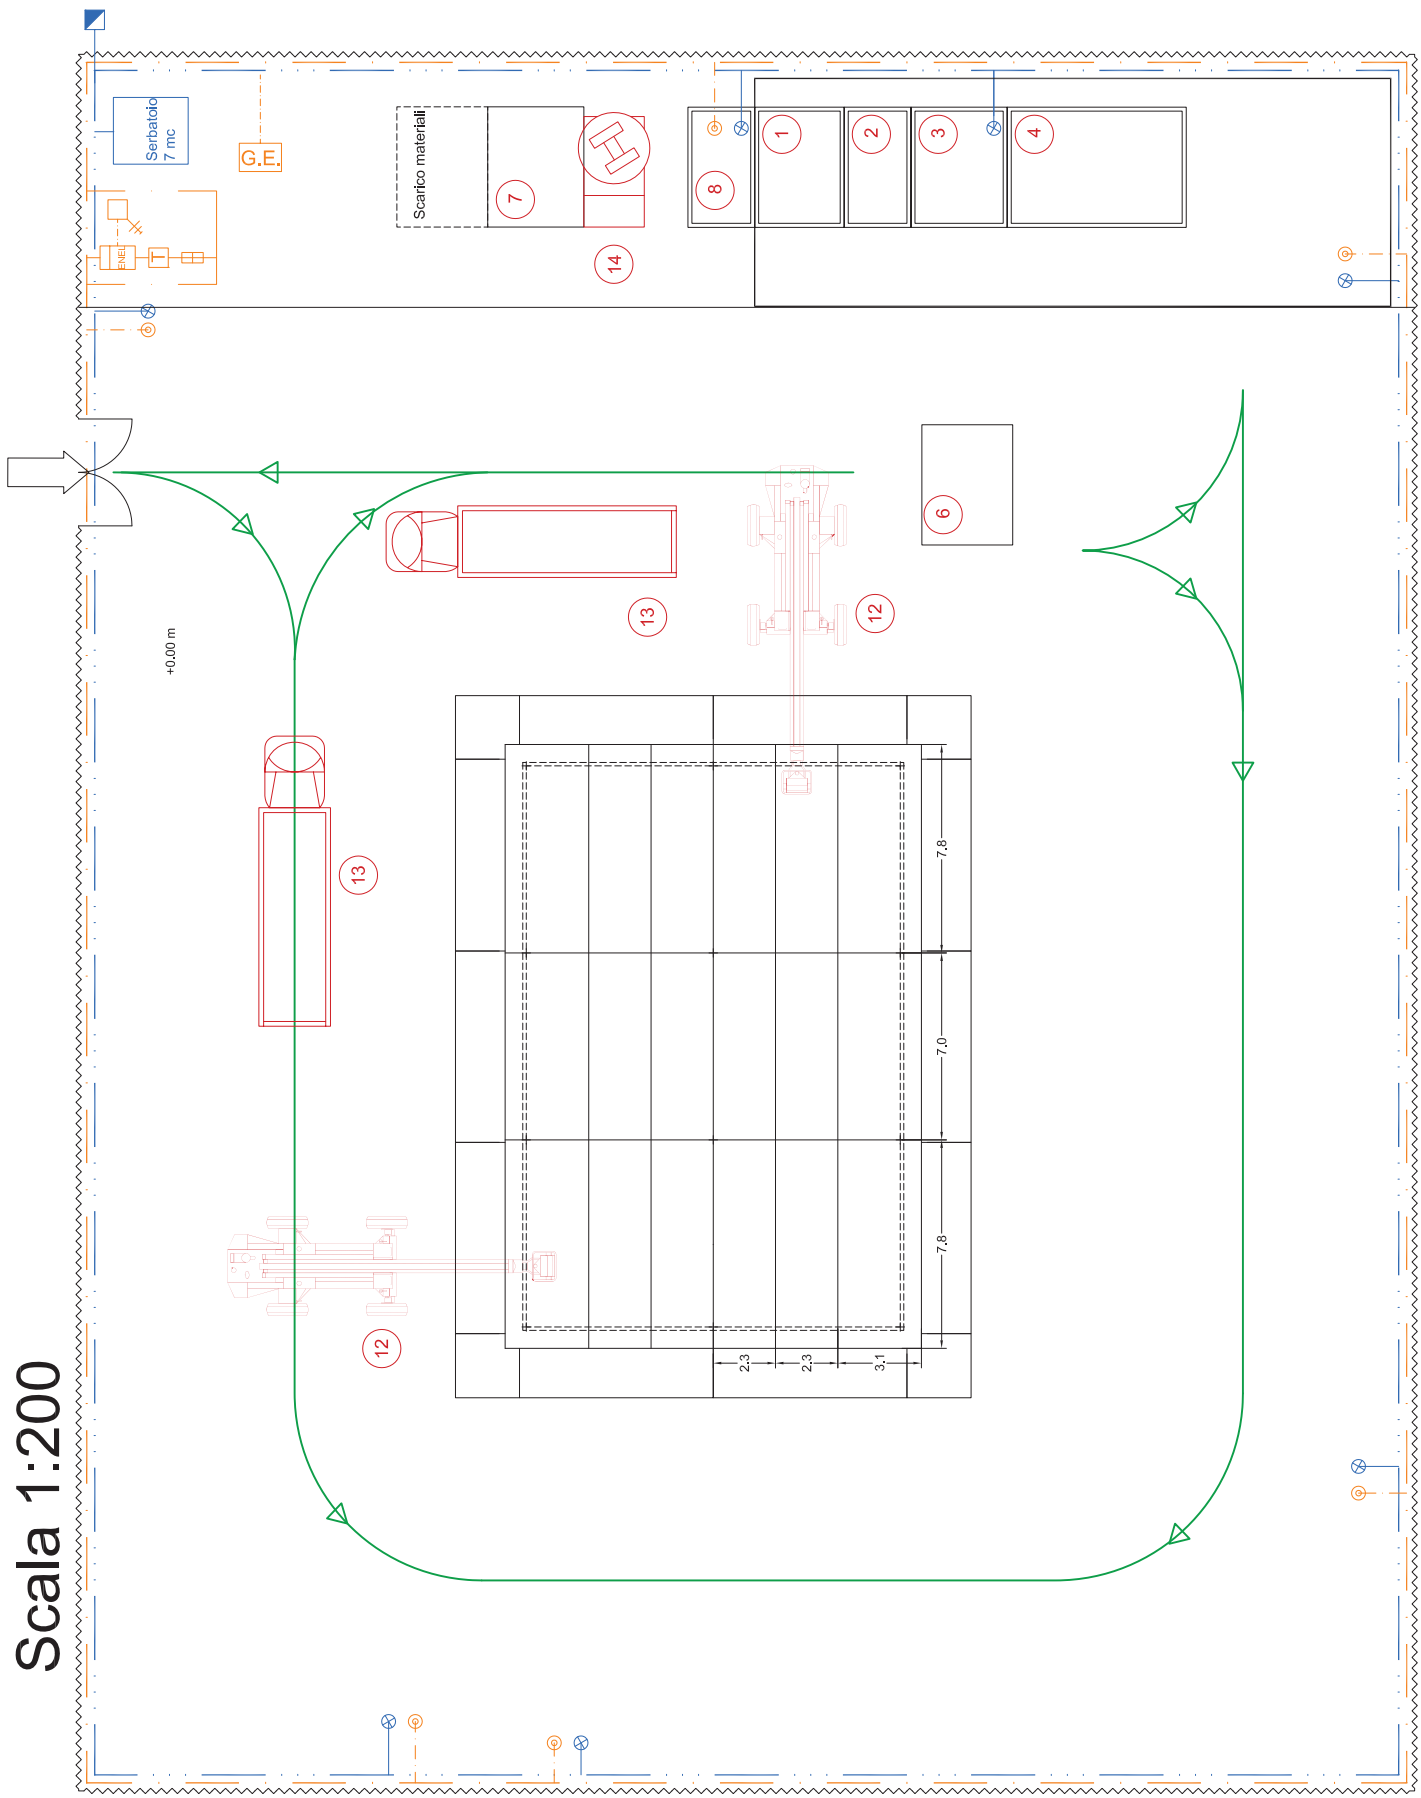 Scala 1:200
Serbatoio
7 mc
G.E.
ENEL
T
Scarico materiali
7
14
8
1
2
3
4
+0.00 m
13
13
12
12
6
7.8
7.0
7.8
2.3
2.3
3.1